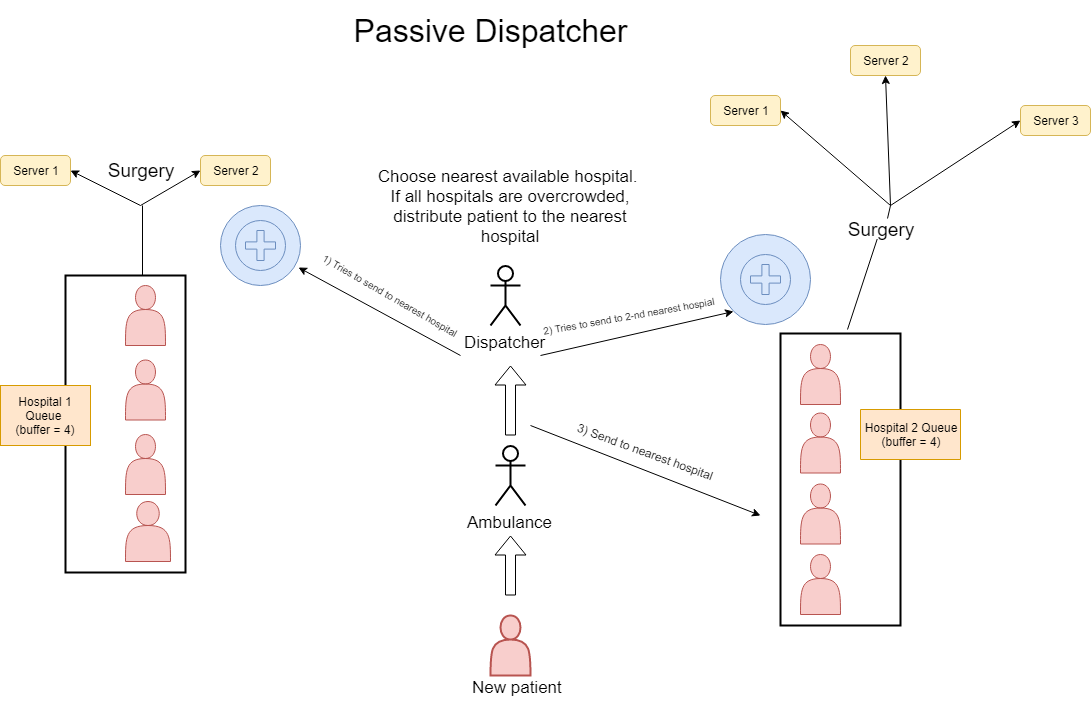 Passive Dispatcher
Server 2
Server 1
Server 3
Server 1
Surgery
Server 2
Choose nearest available hospital.
If all hospitals are overcrowded,
distribute patient to the nearest
hospital
Surgery
1) Tries to send to nearest hospital
2) Tries to send to 2-nd nearest hospial
Dispatcher
Hospital 1
Queue
(buffer = 4)
Hospital 2 Queue
(buffer = 4)
3) Send to nearest hospital
Ambulance
New patient